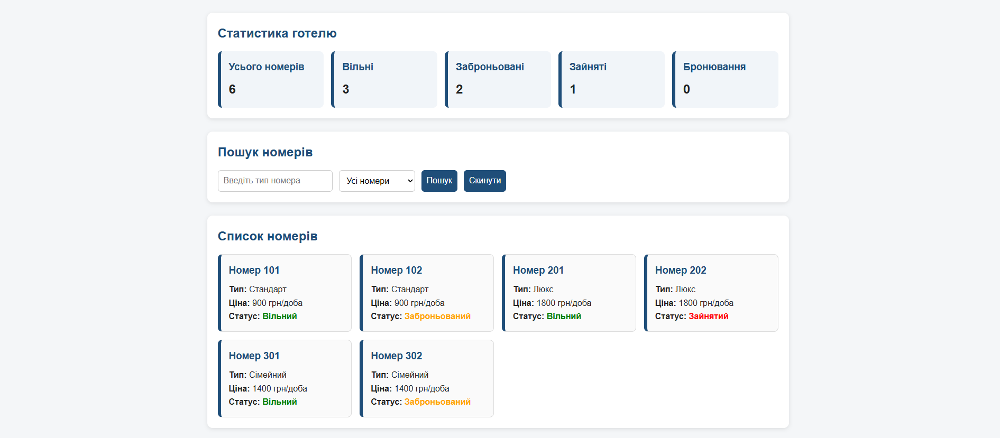 Статистика готелю
Усього номерів
6
Вільні
3
Заброньовані
2
Зайняті
1
Бронювання
0
Пошук номерів
Введіть тип номера
Усі номери
Пошук
Скинути
Список номерів
Номер 101
Тип: Стандарт
Ціна: 900 грн/доба
Статус: Вільний
Номер 102
Тип: Стандарт
Ціна: 900 грн/доба
Статус: Заброньований
Номер 201
Тип: Люкс
Ціна: 1800 грн/доба
Статус: Вільний
Номер 202
Тип: Люкс
Ціна: 1800 грн/доба
Статус: Зайнятий
Номер 301
Тип: Сімейний
Ціна: 1400 грн/доба
Статус: Вільний
Номер 302
Тип: Сімейний
Ціна: 1400 грн/доба
Статус: Заброньований